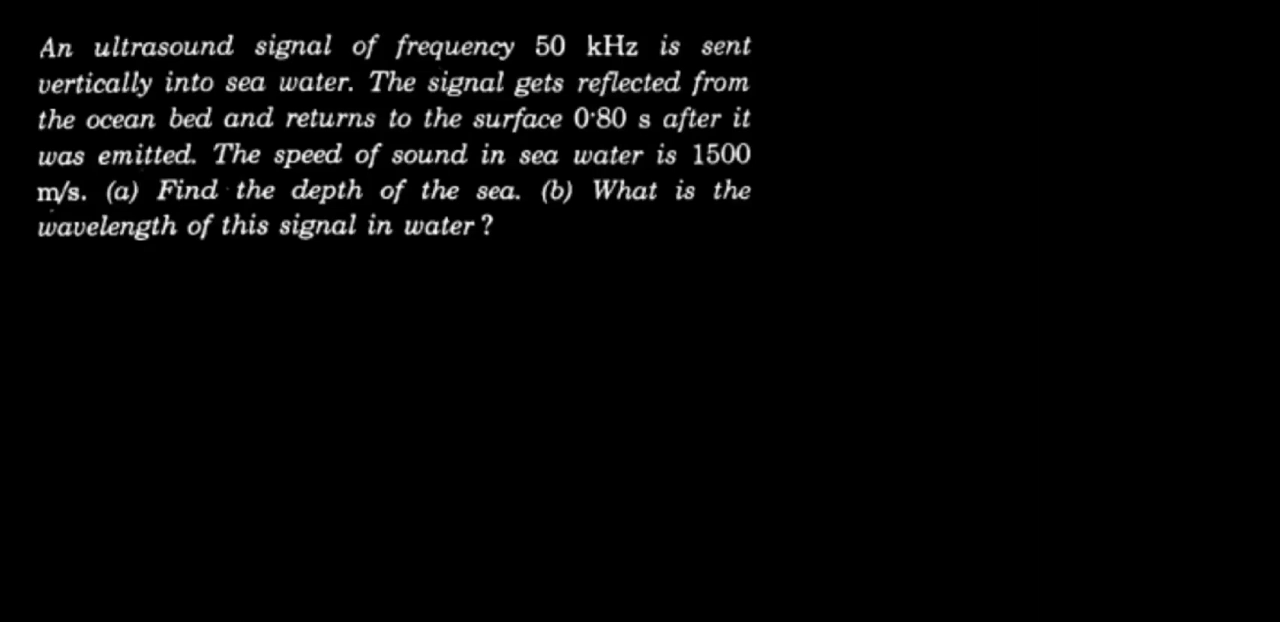 An ultrasound signal of frequency 50 kHz is sent
vertically into sea water. The signal gets reflected from
the ocean bed and returns to the surface 0·80 s after it
was emitted. The speed of sound in sea water is 1500
m/s. (a) Find the depth of the sea. (b) What is the
wavelength of this signal in water ?